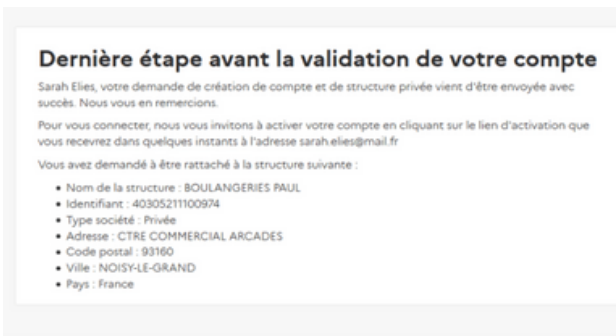 Dernière étape avant la validation de votre compte
Sarah Elies, votre demande de création de compte et de structure privée vient d'être envoyée avec
succès. Nous vous en remercions.
Pour vous connecter, nous vous invitons à activer votre compte en cliquant sur le lien d'activation que
vous recevrez dans quelques instants à l'adresse sarah.elies@mail.fr
Vous avez demandé à être rattaché à la structure suivante :
• Nom de la structure : BOULANGERIES PAUL
• Identifiant : 40305211100974
• Type société : Privée
• Adresse : CTRE COMMERCIAL ARCADES
• Code postal : 93160
• Ville : NOISY-LE-GRAND
• Pays : France